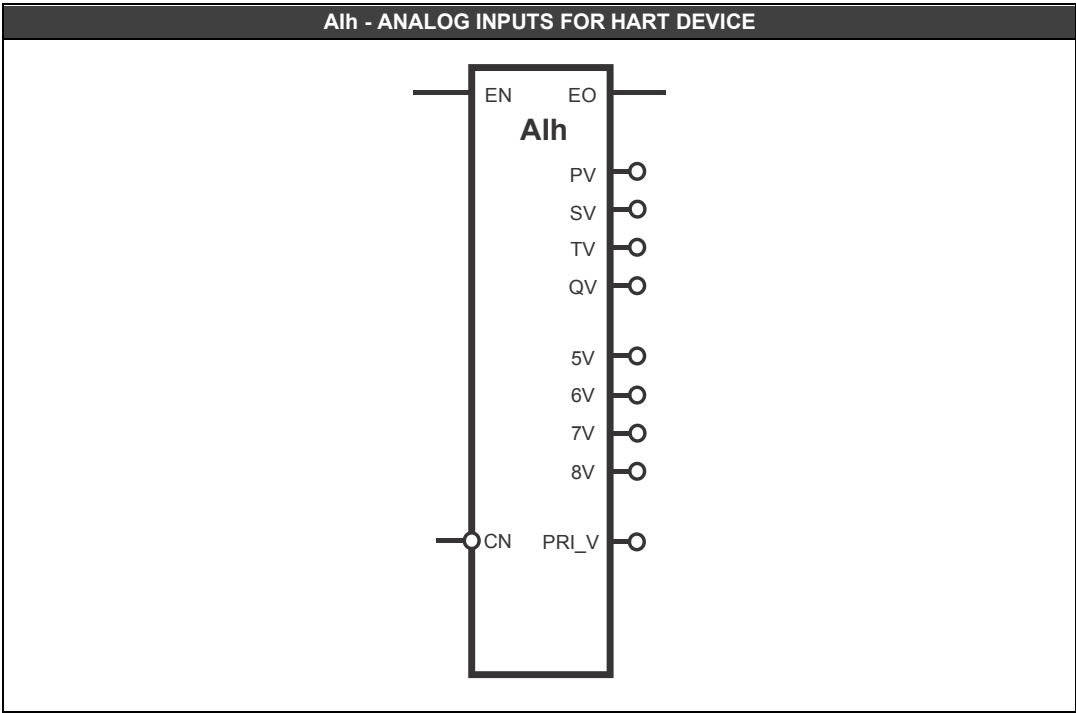 AIh - ANALOG INPUTS FOR HART DEVICE
EN EO
AIh
PV
SV
TV
QV
5V
6V
7V
8V
CN PRI_V